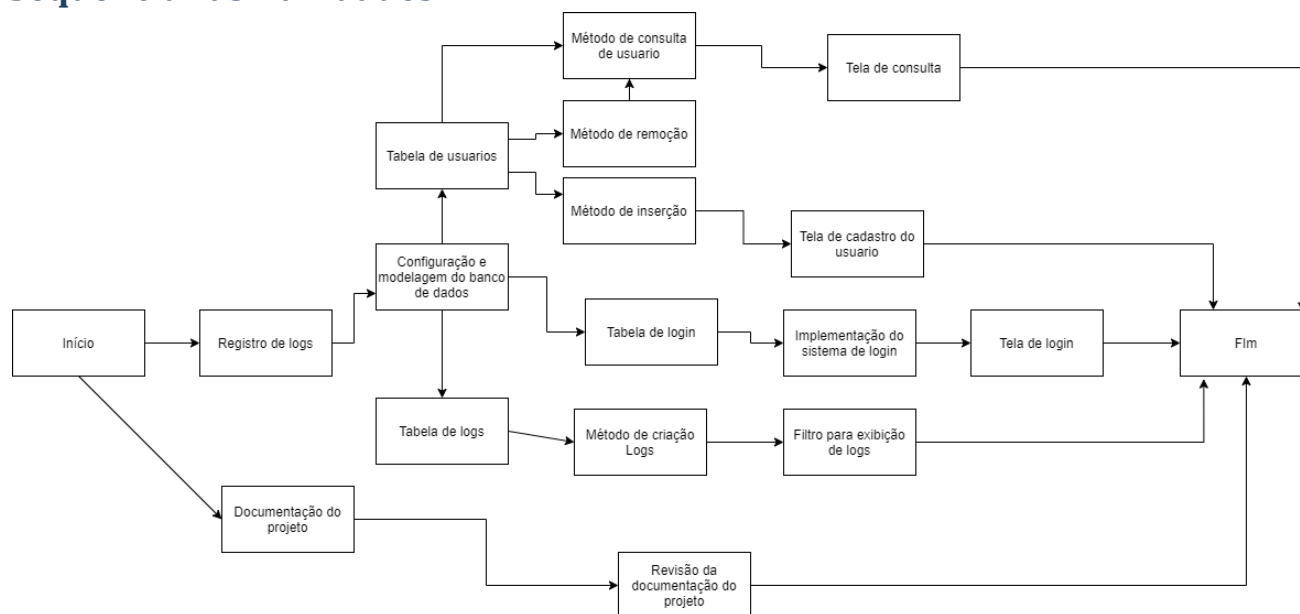 Método de consulta
de usuario
Tela de consulta
Método de remoção
Tabela de usuarios
Método de inserção
Tela de cadastro do
usuario
Configuração e
modelagem do banco
de dados
Início
Registro de logs
Tabela de login
Implementação do
sistema de login
Tela de login
FIm
Tabela de logs
Método de criação
Logs
Filtro para exibição
de logs
Documentação do
projeto
Revisão da
documentação do
projeto